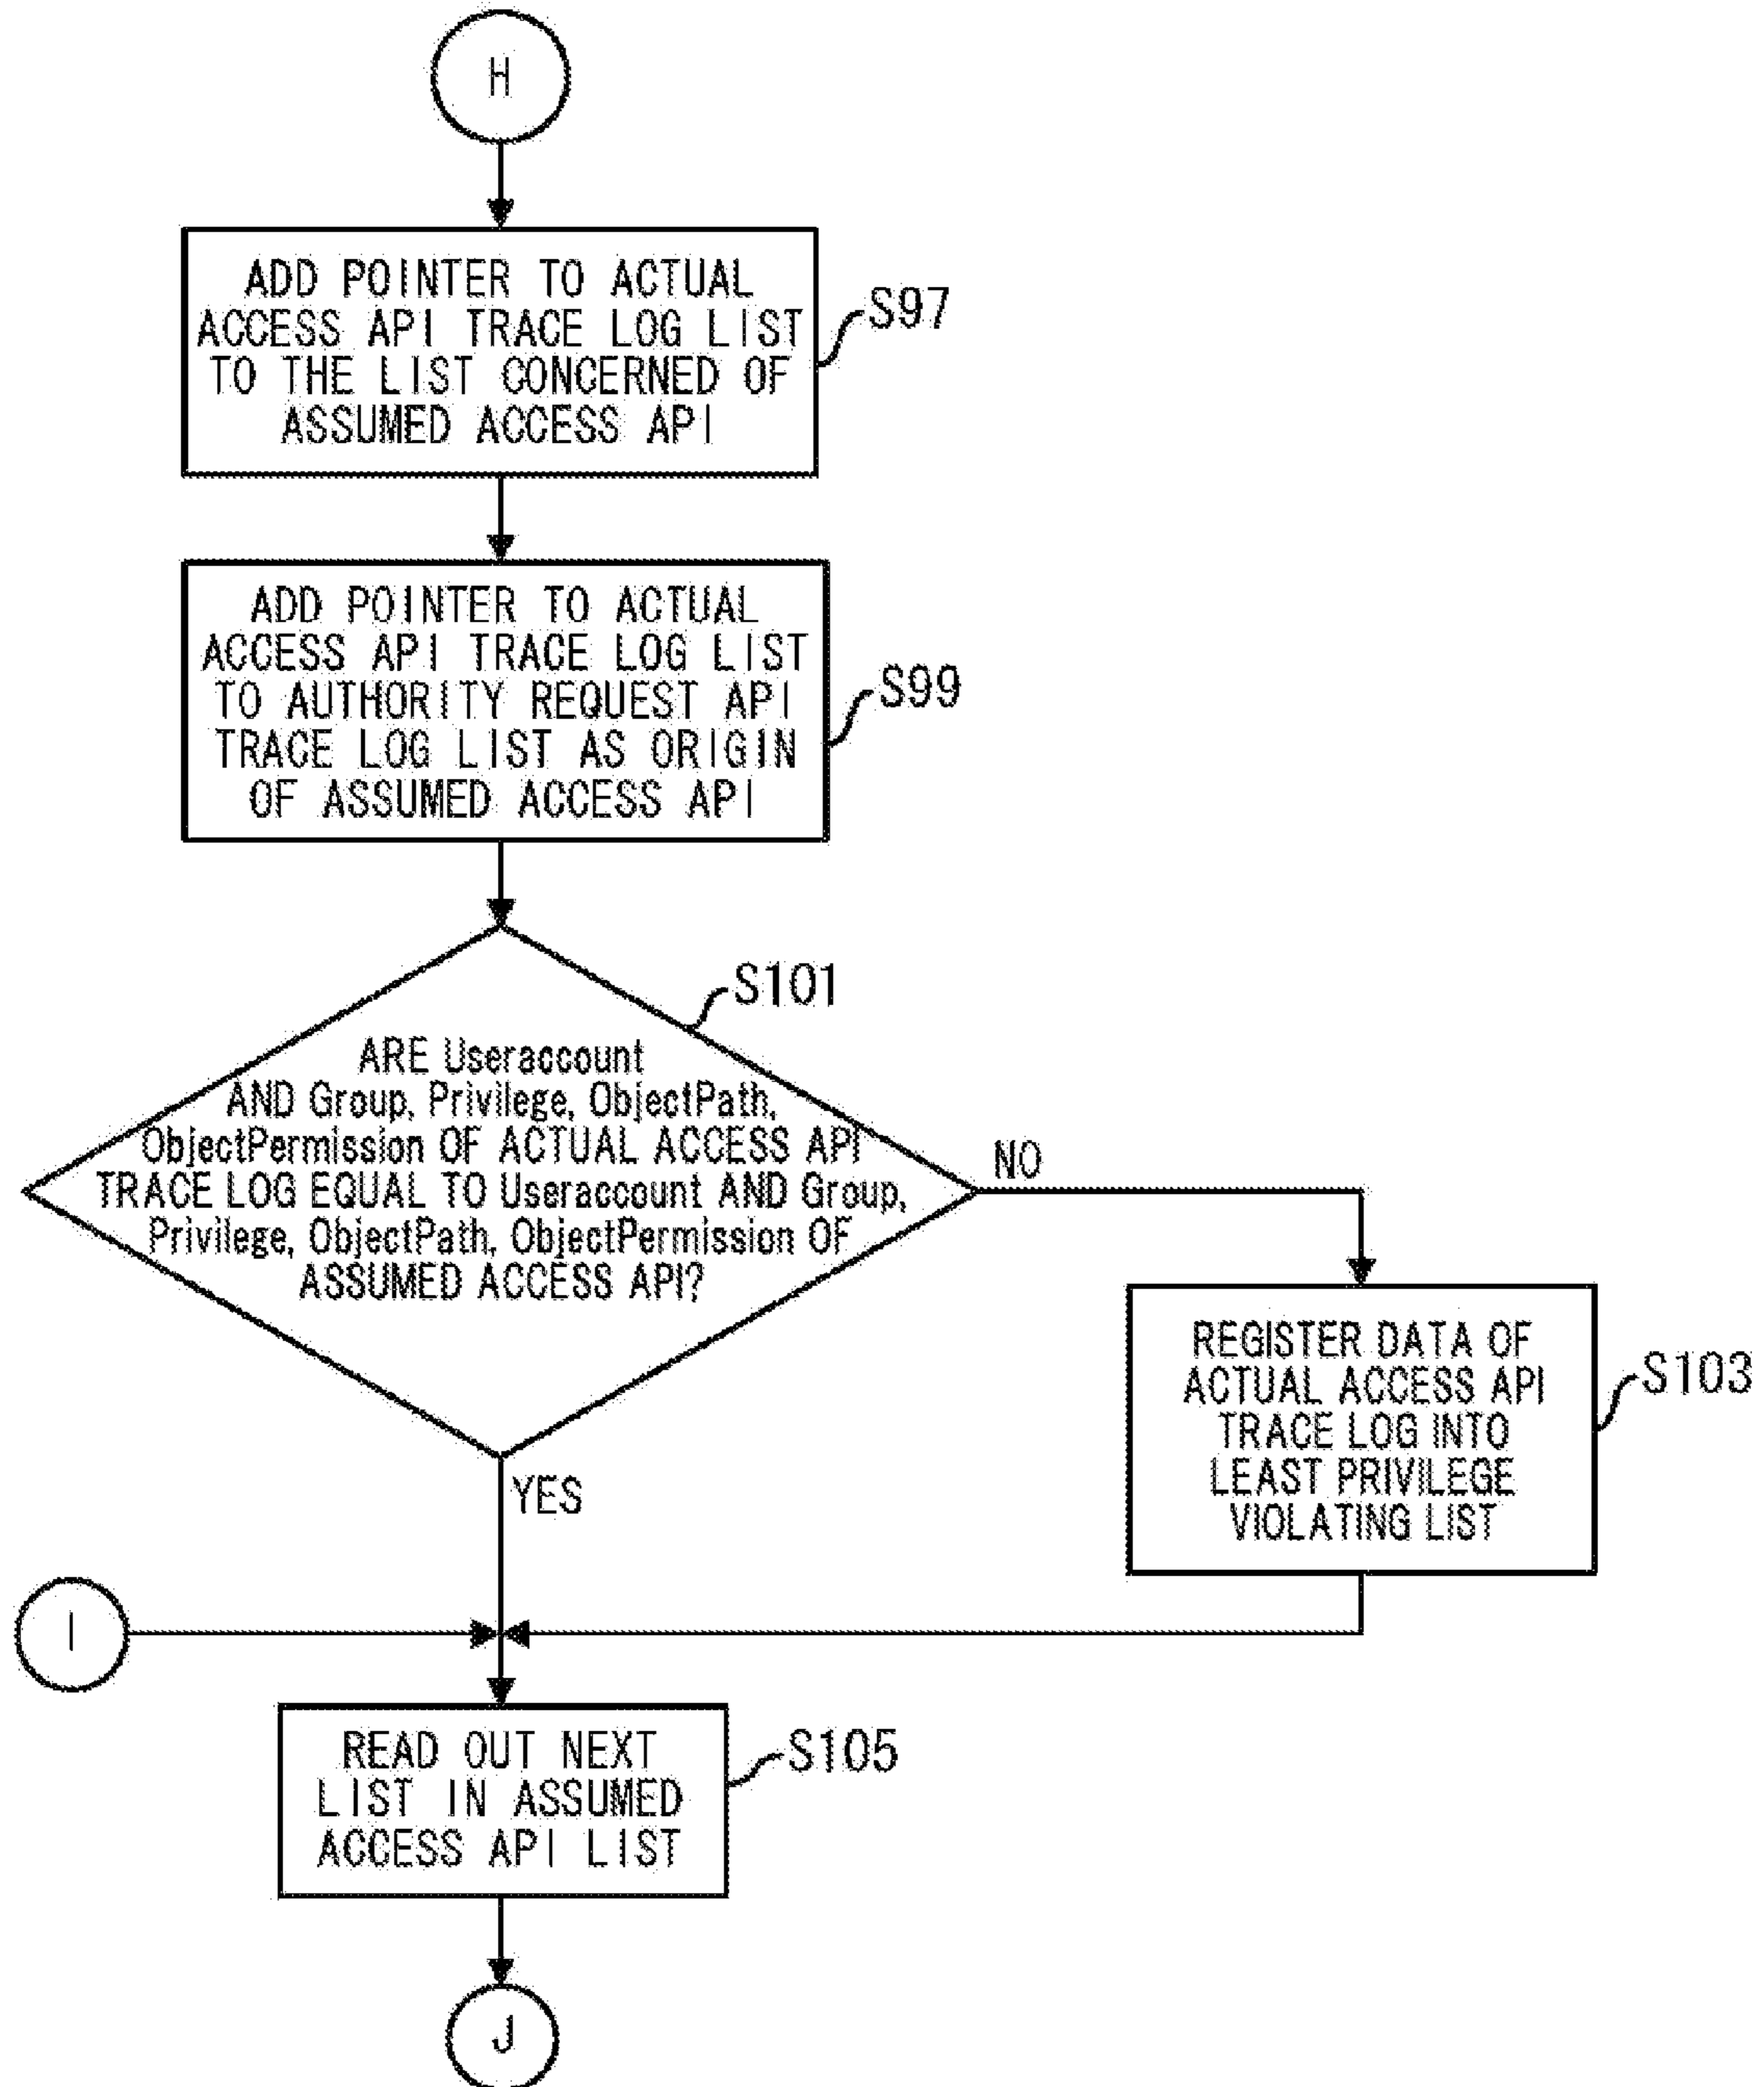 H
ADD POINTER TO ACTUAL
ACCESS API TRACE LOG LIST
TO THE LIST CONCERNED OF
ASSUMED ACCESS API
S97
ADD POINTER TO ACTUAL
ACCESS API TRACE LOG LIST
TO AUTHORITY REQUEST API
TRACE LOG LIST AS ORIGIN
OF ASSUMED ACCESS API
S99
S101
ARE Useraccount
AND Group, Privilege, ObjectPath,
ObjectPermission OF ACTUAL ACCESS API
TRACE LOG EQUAL TO Useraccount AND Group,
Privilege, ObjectPath, ObjectPermission OF
ASSUMED ACCESS API?
NO
YES
REGISTER DATA OF
ACTUAL ACCESS API
TRACE LOG INTO
LEAST PRIVILEGE
VIOLATING LIST
S103
I
READ OUT NEXT
LIST IN ASSUMED
ACCESS API LIST
S105
J